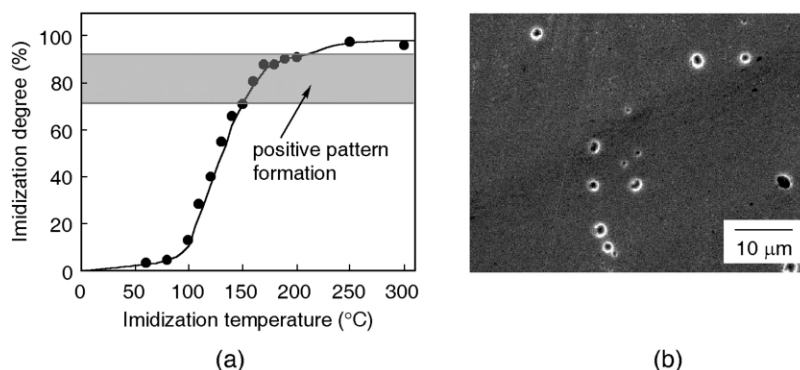 (a)
(b)
Imidization degree (%)
100
80
60
40
20
0
positive pattern
formation
0
50
100
150
200
250
300
Imidization temperature (°C)
10 μm